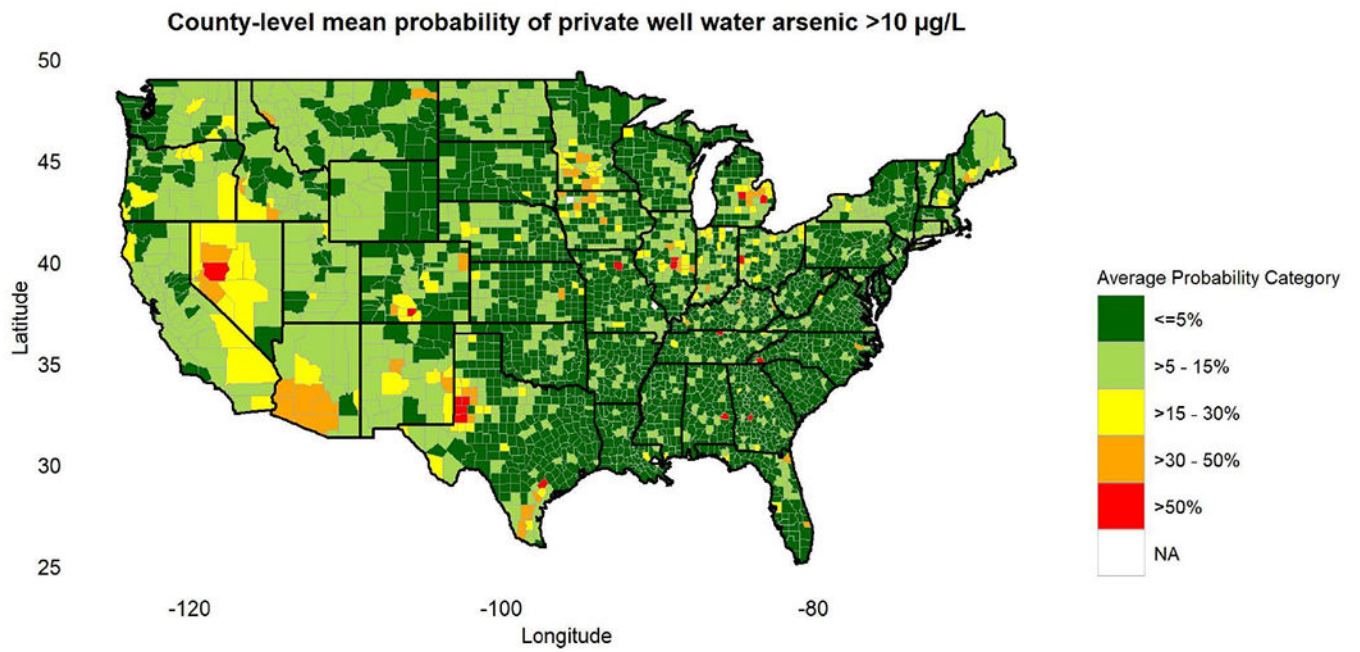 County-level mean probability of private well water arsenic >10 µg/L
50
45
40
35
30
25
Latitude
-120
-100
-80
Longitude
Average Probability Category
<=5%
>5 - 15%
>15 - 30%
>30 - 50%
>50%
NA